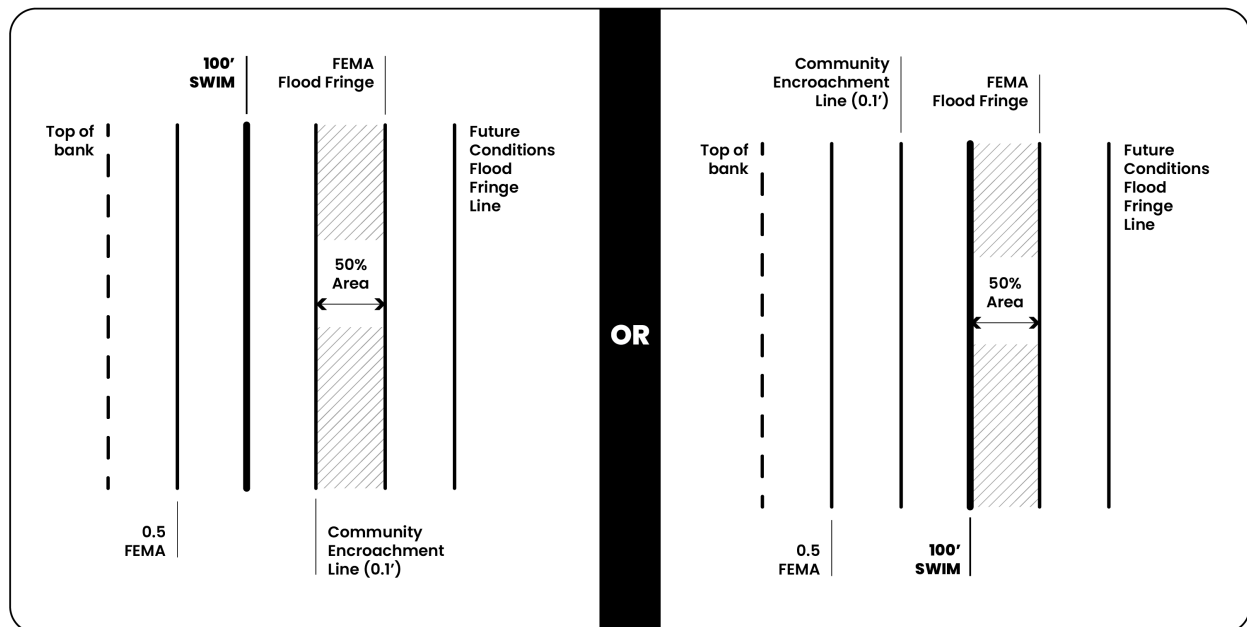 100’
SWIM
FEMA
Flood Fringe
Top of
bank
Future
Conditions
Flood
Fringe
Line
50%
Area
0.5
FEMA
Community
Encroachment
Line (0.1’)
OR
Community
Encroachment
Line (0.1’)
FEMA
Flood Fringe
Top of
bank
Future
Conditions
Flood
Fringe
Line
50%
Area
0.5
FEMA
100’
SWIM